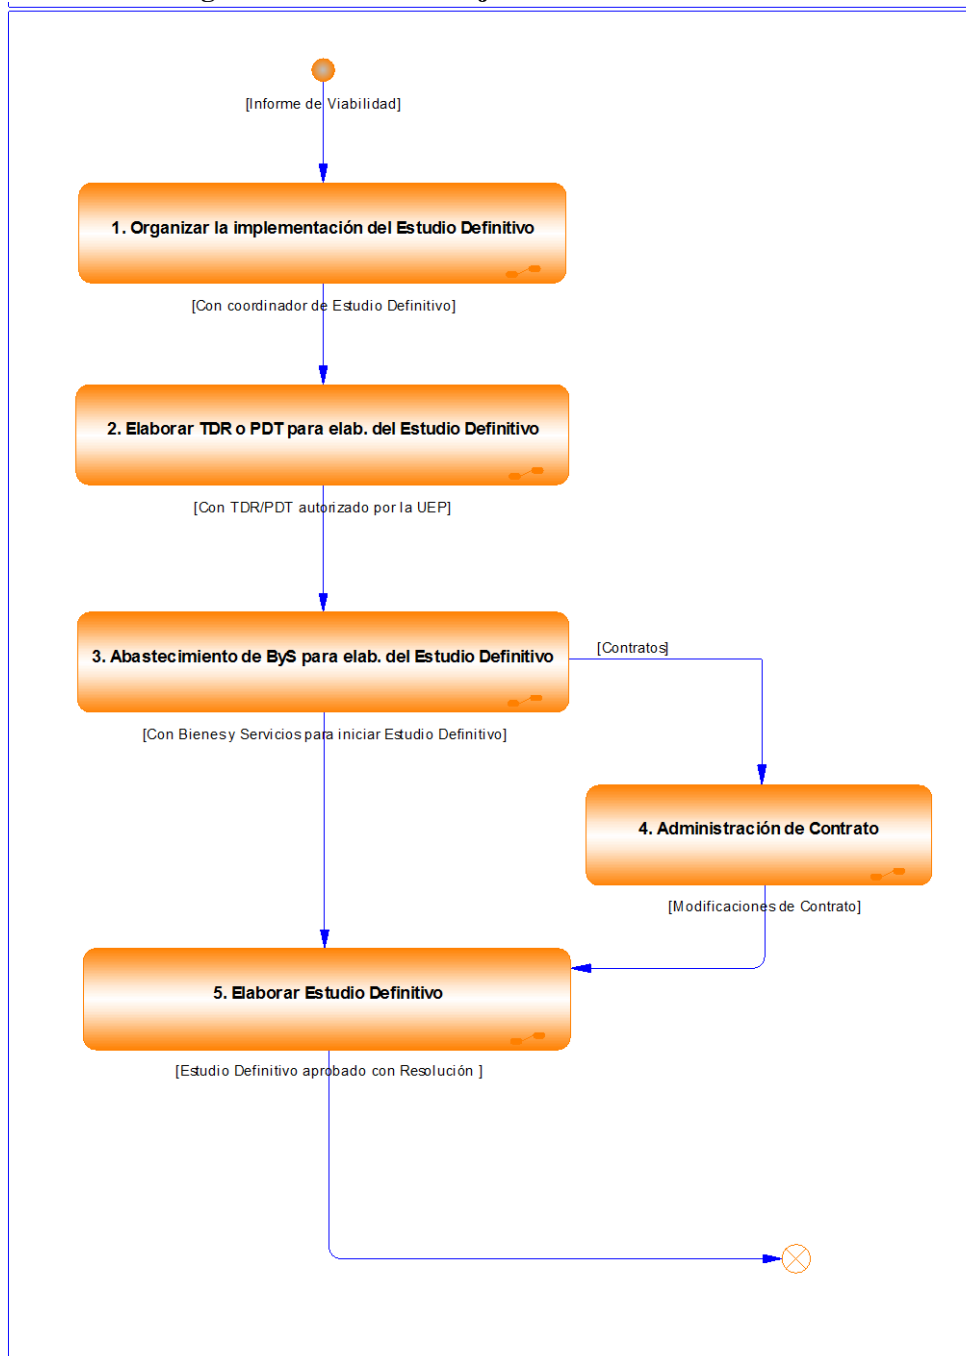 [Informe de Viabilidad]
1. Organizar la implementación del Estudio Definitivo
[Con coordinador de Estudio Definitivo]
2. Elaborar TDR o PDT para elab. del Estudio Definitivo
[Con TDR/PDT autorizado por la UEP]
3. Abastecimiento de ByS para elab. del Estudio Definitivo
[Contratos]
[Con Bienes y Servicios para iniciar Estudio Definitivo]
4. Administración de Contrato
[Modificaciones de Contrato]
5. Elaborar Estudio Definitivo
[Estudio Definitivo aprobado con Resolución ]